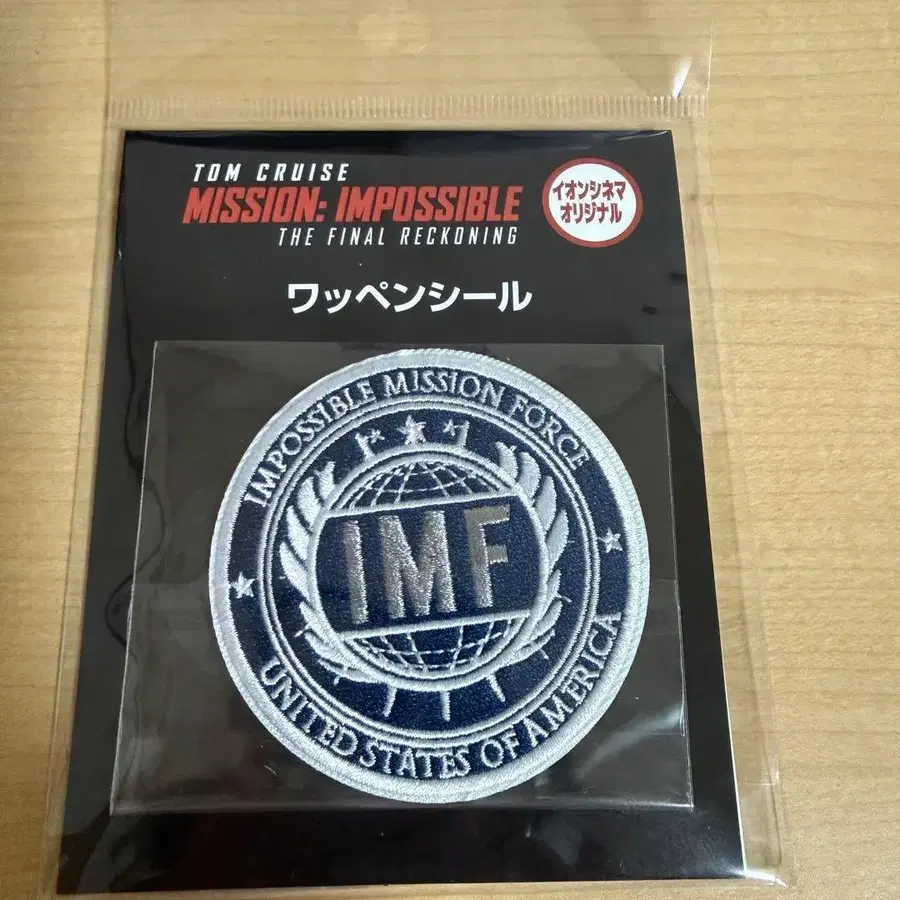 TOM CRUISE
MISSION: IMPOSSIBLE
THE FINAL RECKONING
イオンシネマ
オリジナル
ワッペンシール
IMPOSSIBLE MISSION FORCE
IMF
UNITED STATES OF AMERICA